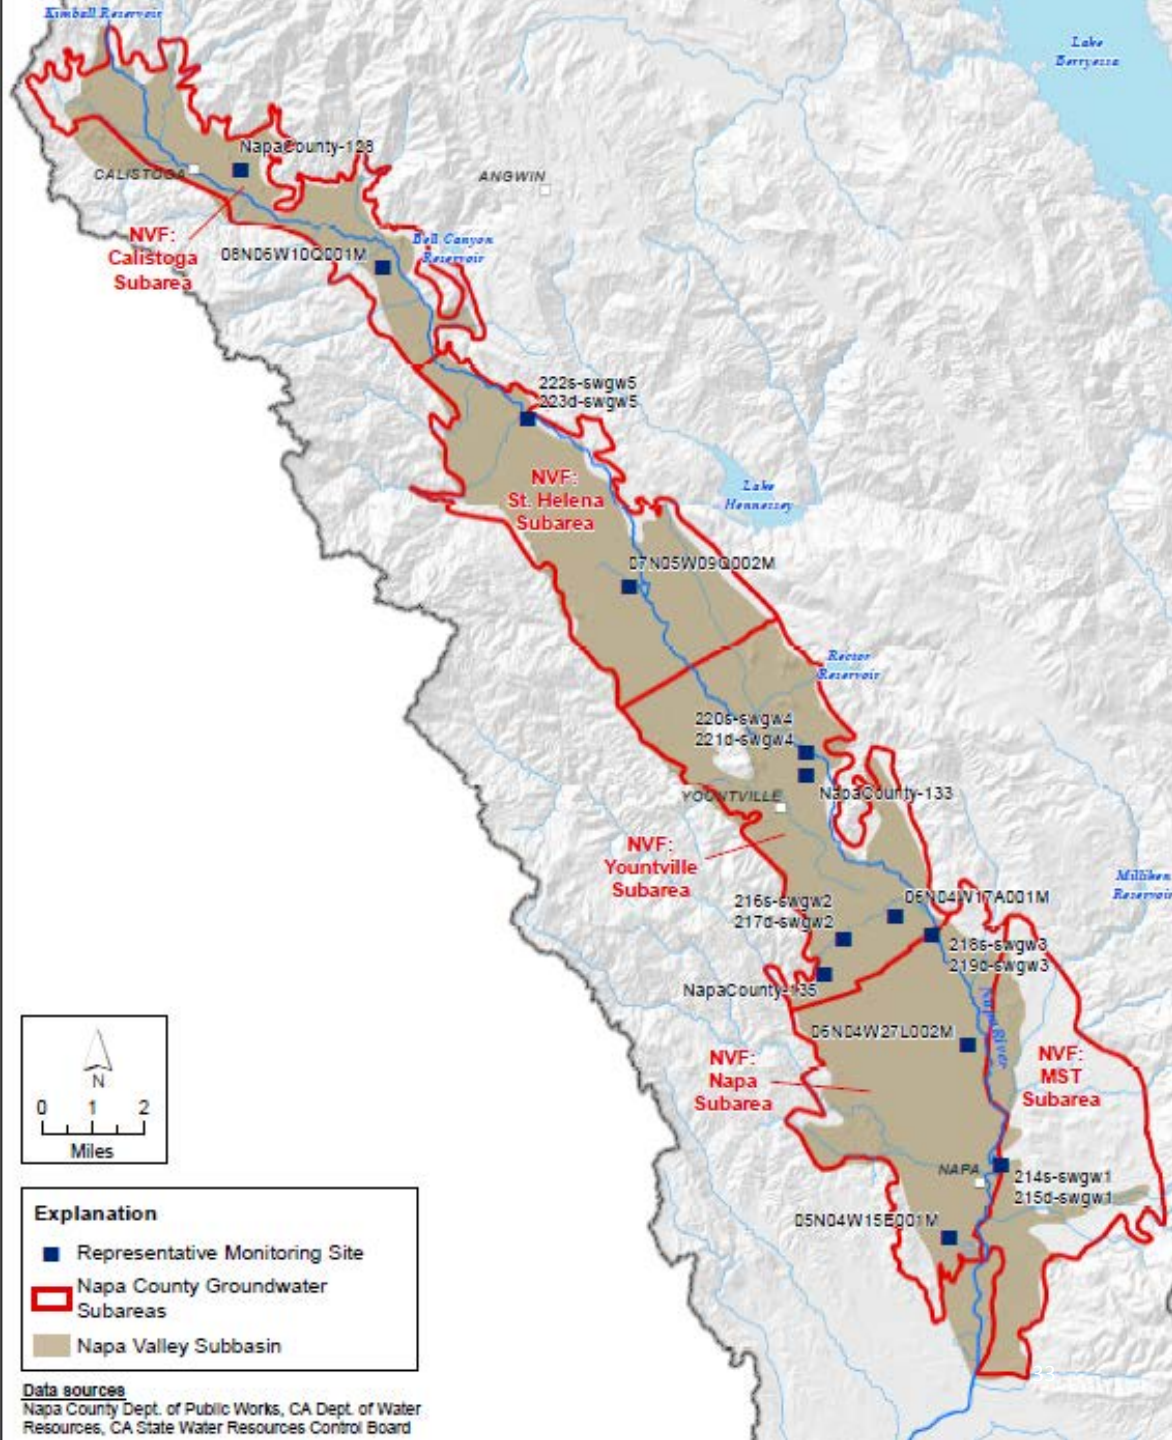 Kimball Reservoir
Lake
Berryessa
NapaCounty-128
CALISTOGA
ANGWIN
NVF:
Calistoga
Subarea
08N06W10Q001M
Bell Canyon
Reservoir
222s-swgw5
223d-swgw5
NVF:
St. Helena
Subarea
Lake
Hennessey
07N05W09Q002M
Rector
Reservoir
220s-swgw4
221d-swgw4
YOUNTVILLE
NapaCounty-133
NVF:
Yountville
Subarea
Milliken
Reservoir
216s-swgw2
217d-swgw2
06N04W17A001M
218s-swgw3
219d-swgw3
NapaCounty-135
Napa River
06N04W27L002M
NVF:
Napa
Subarea
NVF:
MST
Subarea
N
0 1 2
Miles
NAPA
214s-swgw1
215d-swgw1
05N04W15E001M
Explanation
Representative Monitoring Site
Napa County Groundwater
Subareas
Napa Valley Subbasin
33
Data sources
Napa County Dept. of Public Works, CA Dept. of Water
Resources, CA State Water Resources Control Board